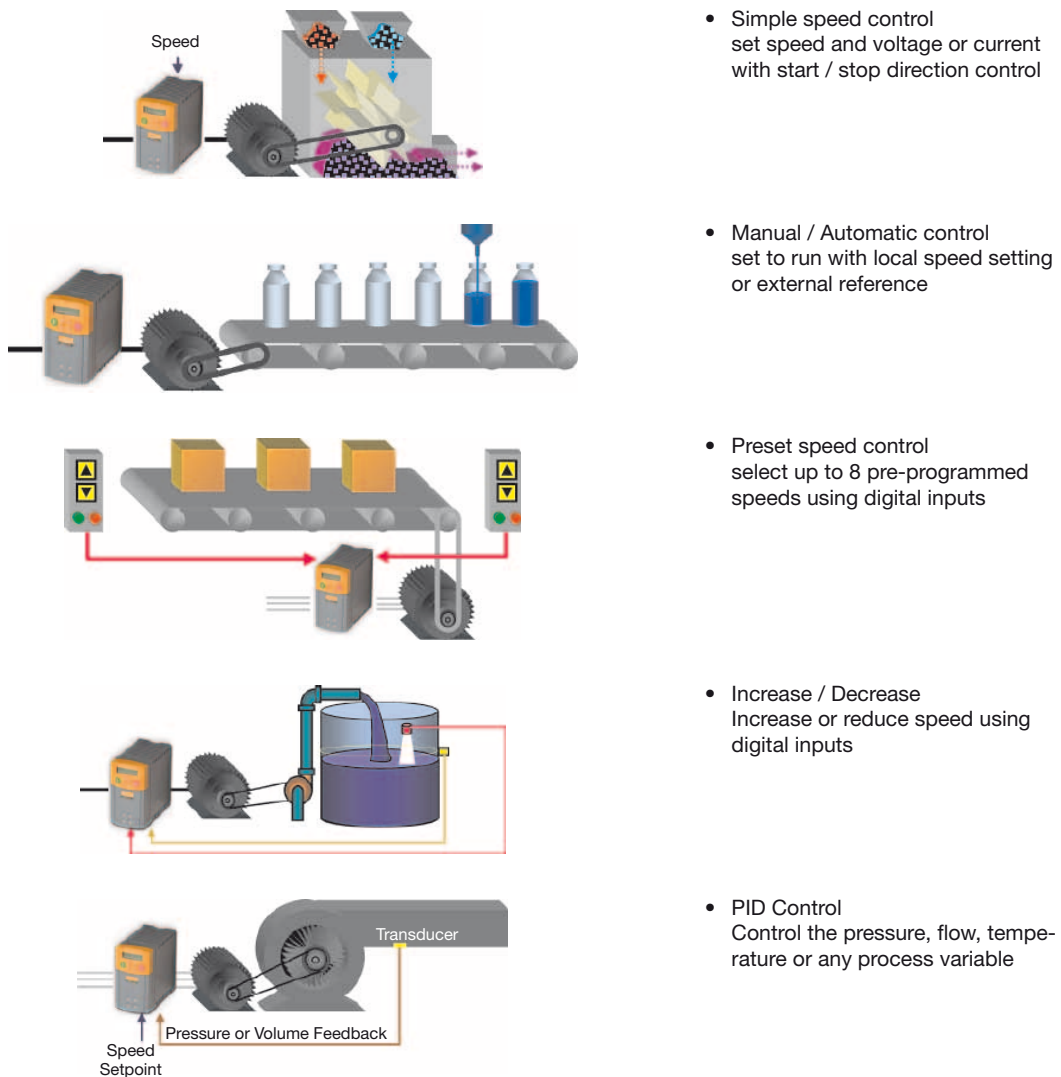 Speed
• Simple speed control
set speed and voltage or current
with start / stop direction control
• Manual / Automatic control
set to run with local speed setting
or external reference
• Preset speed control
select up to 8 pre-programmed
speeds using digital inputs
• Increase / Decrease
Increase or reduce speed using
digital inputs
Transducer
Pressure or Volume Feedback
Speed
Setpoint
• PID Control
Control the pressure, flow, tempe-
rature or any process variable